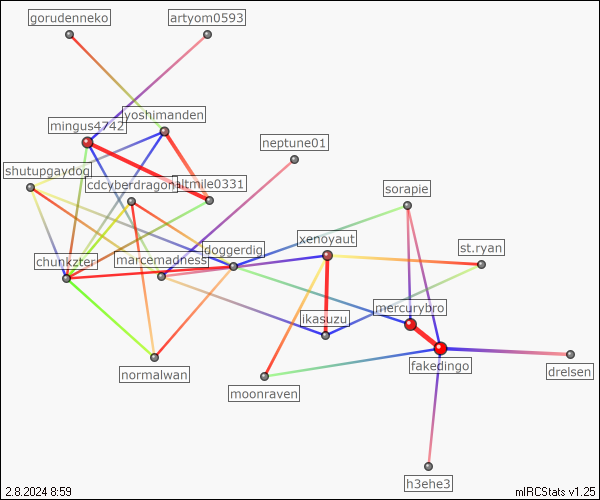 gorudenneko
artyom0593
yoshimanden
mingus4742
neptune01
shutupgaydog
cdcyberdragon
altmile0331
sorapie
xenoyaut
st.ryan
doggerdig
chunkzter
marcemadness
mercurybro
ikasuzu
fakedingo
normalwan
drelsen
moonraven
h3ehe3
2.8.2024 8:59
mIRCStats v1.25